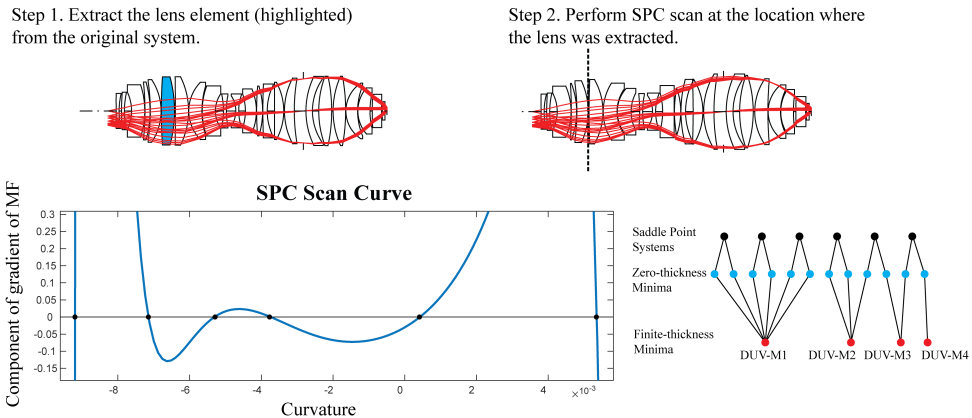 Step 1. Extract the lens element (highlighted)
from the original system.
Step 2. Perform SPC scan at the location where
the lens was extracted.
SPC Scan Curve
Component of gradient of MF
0.3
0.25
0.2
0.15
0.1
0.05
0
-0.05
-0.1
-0.15
-8
-6
-4
-2
0
2
4
×10⁻³
Curvature
Saddle Point
Systems
Zero-thickness
Minima
Finite-thickness
Minima
DUV-M1
DUV-M2
DUV-M3
DUV-M4